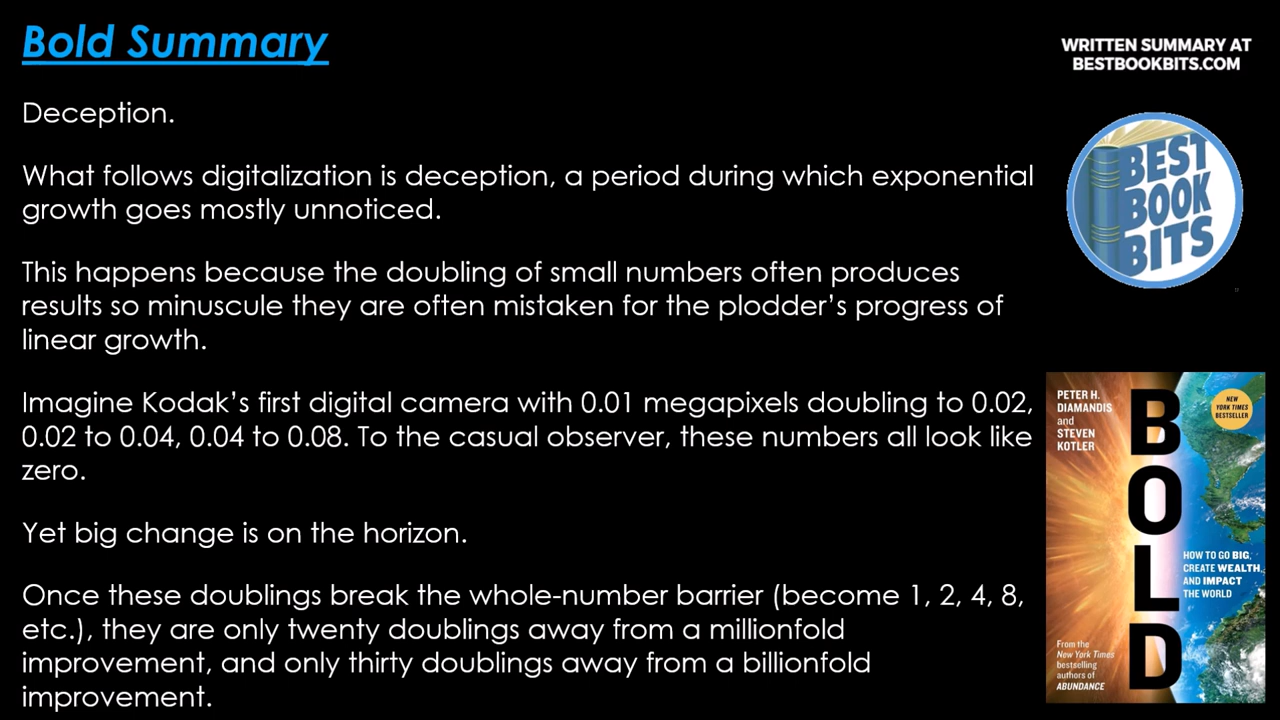 Bold Summary
WRITTEN SUMMARY AT
BESTBOOKBITS.COM
Deception.
What follows digitalization is deception, a period during which exponential
growth goes mostly unnoticed.
This happens because the doubling of small numbers often produces
results so minuscule they are often mistaken for the plodder’s progress of
linear growth.
Imagine Kodak’s first digital camera with 0.01 megapixels doubling to 0.02,
0.02 to 0.04, 0.04 to 0.08. To the casual observer, these numbers all look like
zero.
Yet big change is on the horizon.
Once these doublings break the whole-number barrier (become 1, 2, 4, 8,
etc.), they are only twenty doublings away from a millionfold
improvement, and only thirty doublings away from a billionfold
improvement.
BEST
BOOK
BITS
PETER H.
DIAMANDIS
and
STEVEN
KOTLER
NEW
YORK TIMES
BESTSELLER
BOLD
HOW TO GO BIG,
CREATE WEALTH,
AND IMPACT
THE WORLD
From the
New York Times
bestselling
authors of
ABUNDANCE